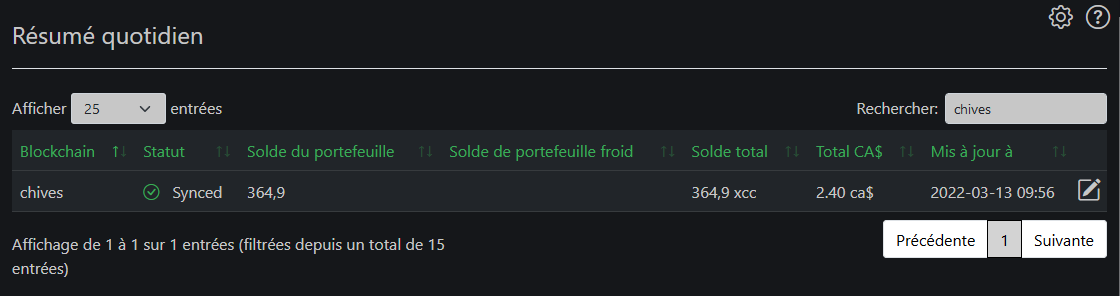 Résumé quotidien
Afficher 25 entrées Rechercher: chives
Blockchain Statut Solde du portefeuille Solde de portefeuille froid Solde total Total CA$ Mis à jour à
chives Synced 364,9 364,9 xcc 2.40 ca$ 2022-03-13 09:56
Affichage de 1 à 1 sur 1 entrées (filtrées depuis un total de 15
entrées)
Précédente 1 Suivante